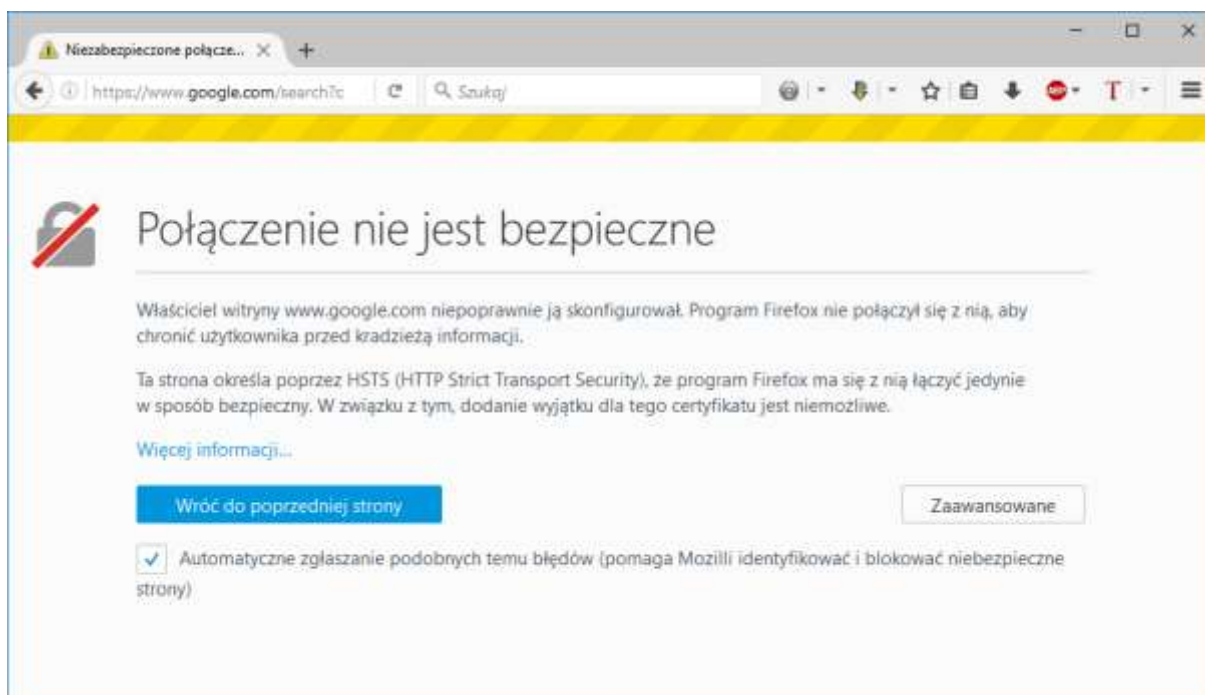 Niezabezpieczone połącze...
https://www.google.com/search?c
Szukaj
ABP
T
Połączenie nie jest bezpieczne
Właściciel witryny www.google.com niepoprawnie ją skonfigurował. Program Firefox nie połączył się z nią, aby
chronić użytkownika przed kradzieżą informacji.
Ta strona określa poprzez HSTS (HTTP Strict Transport Security), że program Firefox ma się z nią łączyć jedynie
w sposób bezpieczny. W związku z tym, dodanie wyjątku dla tego certyfikatu jest niemożliwe.
Więcej informacji...
Wróć do poprzedniej strony
Zaawansowane
Automatyczne zgłaszanie podobnych temu błędów (pomaga Mozilli identyfikować i blokować niebezpieczne
strony)